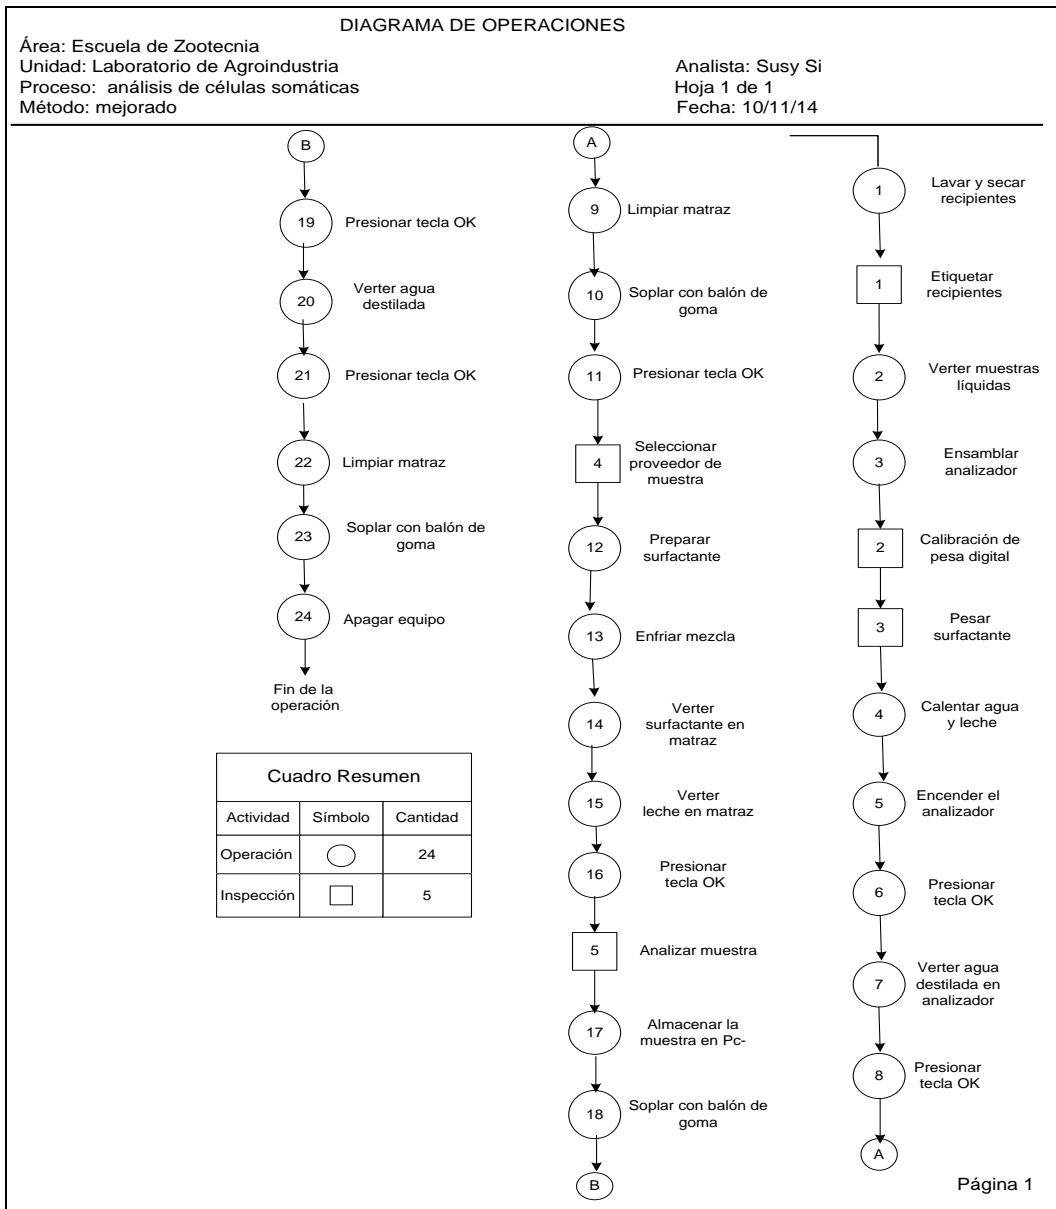 DIAGRAMA DE OPERACIONES
Área: Escuela de Zootecnia
Unidad: Laboratorio de Agroindustria
Proceso:  análisis de células somáticas
Método: mejorado
Analista: Susy Si
Hoja 1 de 1
Fecha: 10/11/14
1
Lavar y secar
recipientes
1
Etiquetar
recipientes
2
Verter muestras
líquidas
3
Ensamblar
analizador
2
Calibración de
pesa digital
3
Pesar
surfactante
4
Calentar agua
y leche
5
Encender el
analizador
6
Presionar
tecla OK
7
Verter agua
destilada en
analizador
8
Presionar
tecla OK
A
A
9
Limpiar matraz
10
Soplar con balón de
goma
11
Presionar tecla OK
4
Seleccionar
proveedor de
muestra
12
Preparar
surfactante
13
Enfriar mezcla
14
Verter
surfactante en
matraz
15
Verter
leche en matraz
16
Presionar
tecla OK
5
Analizar muestra
17
Almacenar la
muestra en Pc-
18
Soplar con balón de
goma
B
B
19
Presionar tecla OK
20
Verter agua
destilada
21
Presionar tecla OK
22
Limpiar matraz
23
Soplar con balón de
goma
24
Apagar equipo
Fin de la
operación
Cuadro Resumen
Actividad Símbolo Cantidad
Operación 24
Inspección 5
Página 1